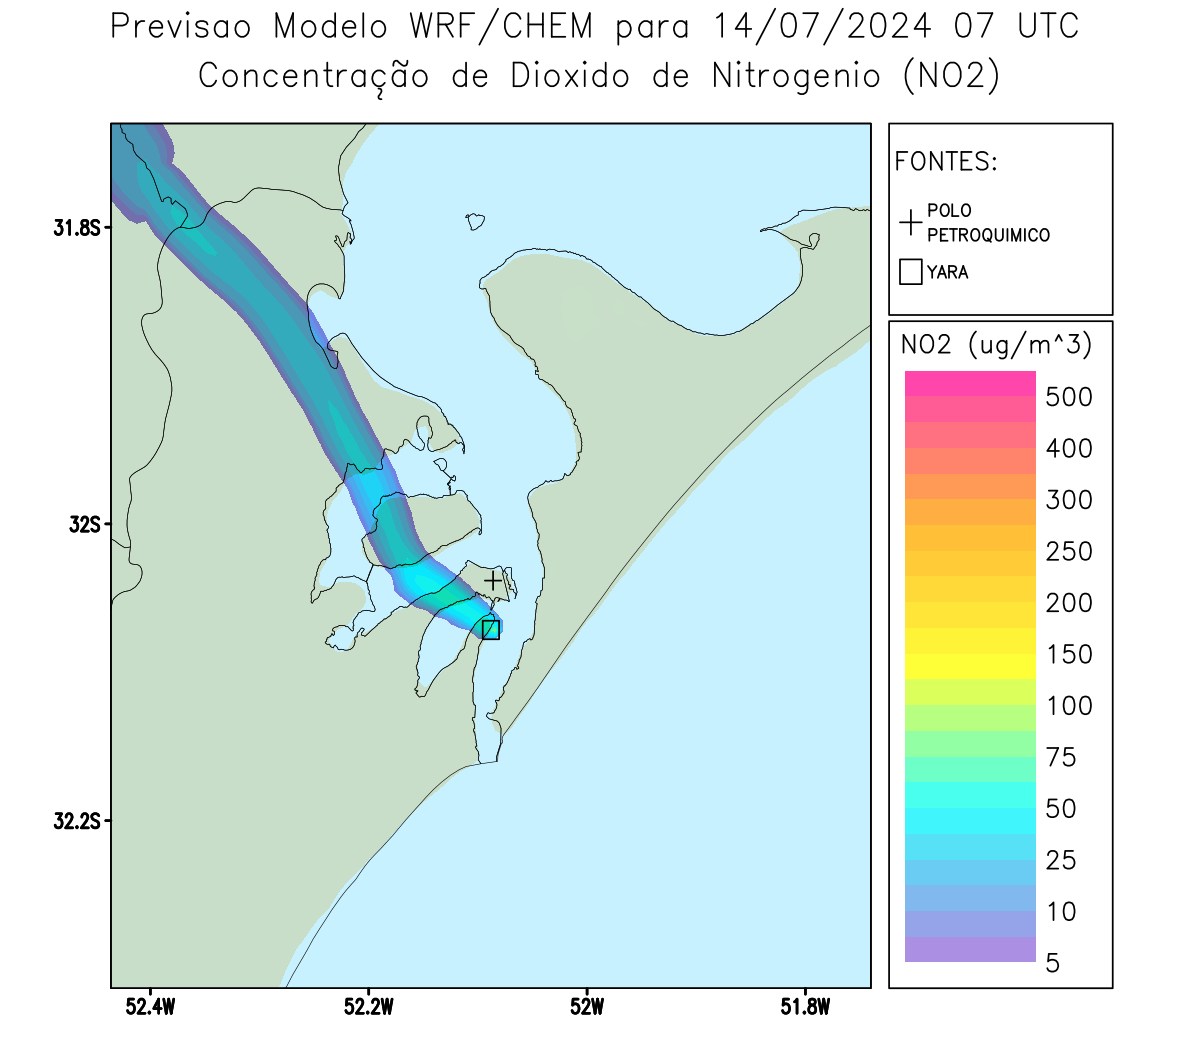 Previsao Modelo WRF/CHEM para 14/07/2024 07 UTC
Concentração de Dioxido de Nitrogenio (NO2)
FONTES:
POLO
PETROQUIMICO
YARA
NO2 (ug/m^3)
500
400
300
250
200
150
100
75
50
25
10
5
31.8S
32S
32.2S
52.4W
52.2W
52W
51.8W